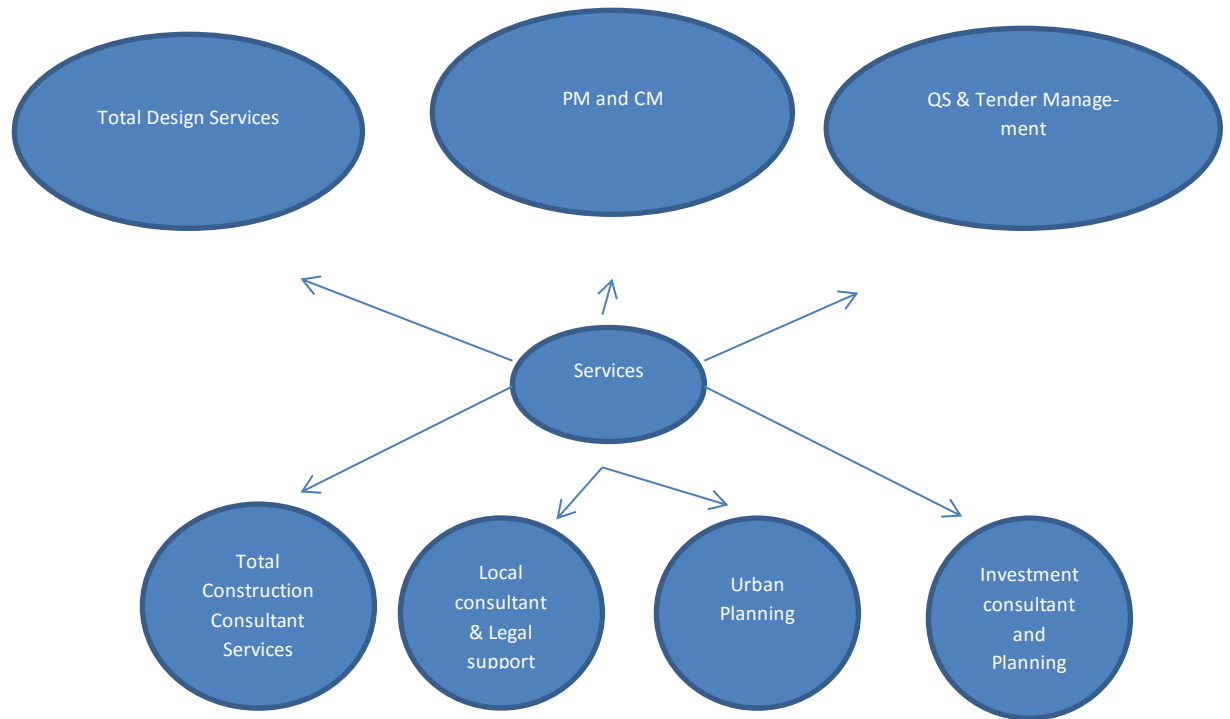 Total Design Services
PM and CM
QS & Tender Manage-
ment
Services
Total
Construction
Consultant
Services
Local
consultant
& Legal
support
Urban
Planning
Investment
consultant
and
Planning